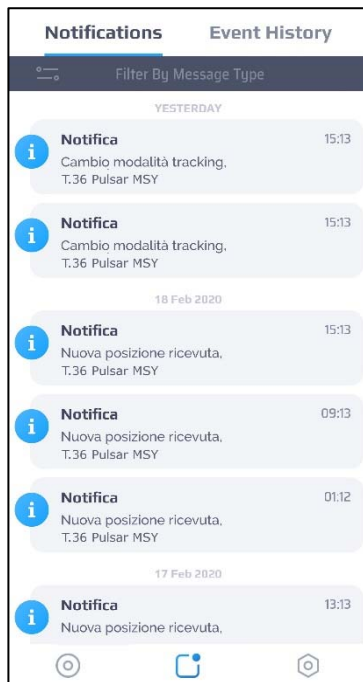 Notifications Event History
Filter By Message Type
YESTERDAY
Notifica 15:13
Cambio modalità tracking,
T.36 Pulsar MSY
Notifica 15:13
Cambio modalità tracking,
T.36 Pulsar MSY
18 Feb 2020
Notifica 15:13
Nuova posizione ricevuta,
T.36 Pulsar MSY
Notifica 09:13
Nuova posizione ricevuta,
T.36 Pulsar MSY
Notifica 01:12
Nuova posizione ricevuta,
T.36 Pulsar MSY
17 Feb 2020
Notifica 13:13
Nuova posizione ricevuta,